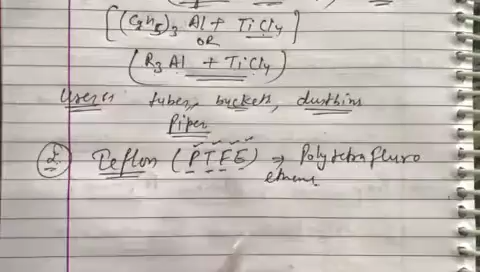 [(C2H5)3 Al + TiCl4]
OR
(R3 Al + TiCl4)
Uses:- tubes, buckets, dustbins
Pipes
② Teflon (PTFE) ⇒ Polytetrafluro
ethene